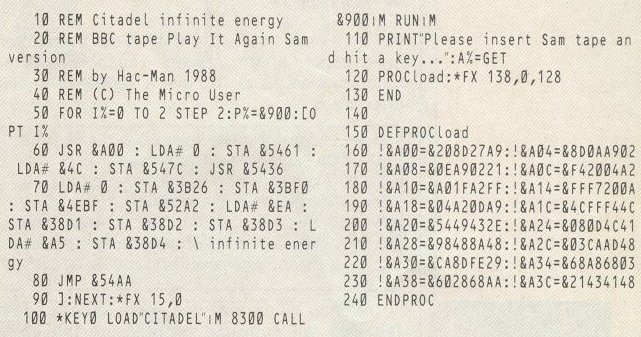 10 REM Citadel infinite energy
20 REM BBC tape Play It Again Sam
version
30 REM by Hac-Man 1988
40 REM (C) The Micro User
50 FOR I%=0 TO 2 STEP 2:P%=&900:[O
PT I%
60 JSR &A00 : LDA# 0 : STA &5461 :
LDA# &4C : STA &547C : JSR &5436
70 LDA# 0 : STA &3B26 : STA &3BF0
: STA &4EBF : STA &52A2 : LDA# &EA :
STA &38D1 : STA &38D2 : STA &38D3 : L
DA# &A5 : STA &38D4 : \ infinite ener
gy
80 JMP &54AA
90 ]:NEXT:*FX 15,0
100 *KEY0 LOAD"CITADEL"|M 8300 CALL
&900|M RUN|M
110 PRINT"Please insert Sam tape an
d hit a key...":A%=GET
120 PROCload:*FX 138,0,128
130 END
140
150 DEFPROCload
160 !&A00=&208D27A9:!&A04=&8D0AA902
170 !&A08=&0EA90221:!&A0C=&F42004A2
180 !&A10=&A01FA2FF:!&A14=&FFF7200A
190 !&A18=&04A20DA9:!&A1C=&4CFFF44C
200 !&A20=&5449432E:!&A24=&080D4C41
210 !&A28=&98488A48:!&A2C=&03CAAD48
220 !&A30=&CA8DFE29:!&A34=&68A86803
230 !&A38=&602868AA:!&A3C=&21434148
240 ENDPROC